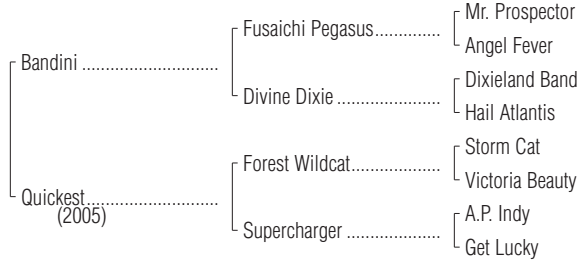 Mr. Prospector
Fusaichi Pegasus..............
Angel Fever
Bandini .............................
Dixieland Band
Divine Dixie ......................
Hail Atlantis
Storm Cat
Forest Wildcat...................
Victoria Beauty
Quickest............................
(2005)
A.P. Indy
Supercharger ....................
Get Lucky